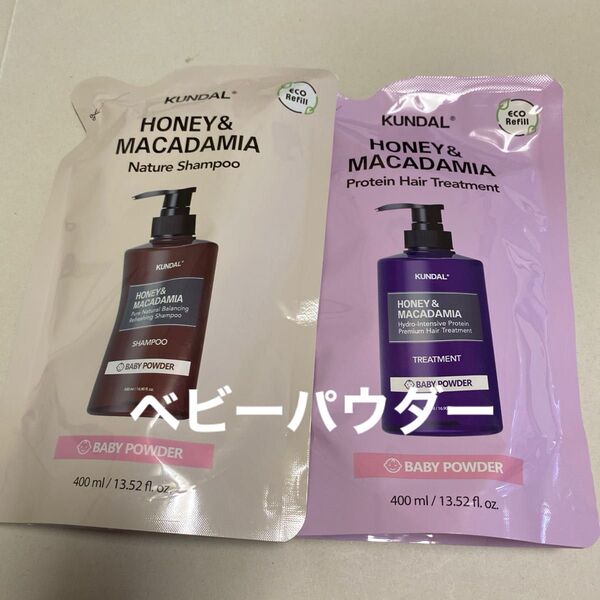 KUNDAL®
ECO
Refill
HONEY&
MACADAMIA
Nature Shampoo
KUNDAL®
HONEY&
MACADAMIA
Pure Natural Balancing
Refreshing Shampoo
SHAMPOO
BABY POWDER
BABY POWDER
400 ml / 13.52 fl. oz.
KUNDAL®
ECO
Refill
HONEY&
MACADAMIA
Protein Hair Treatment
KUNDAL®
HONEY &
MACADAMIA
Hydro-Intensive Protein
Premium Hair Treatment
TREATMENT
BABY POWDER
BABY POWDER
400 ml / 13.52 fl. oz.
ベビーパウダー